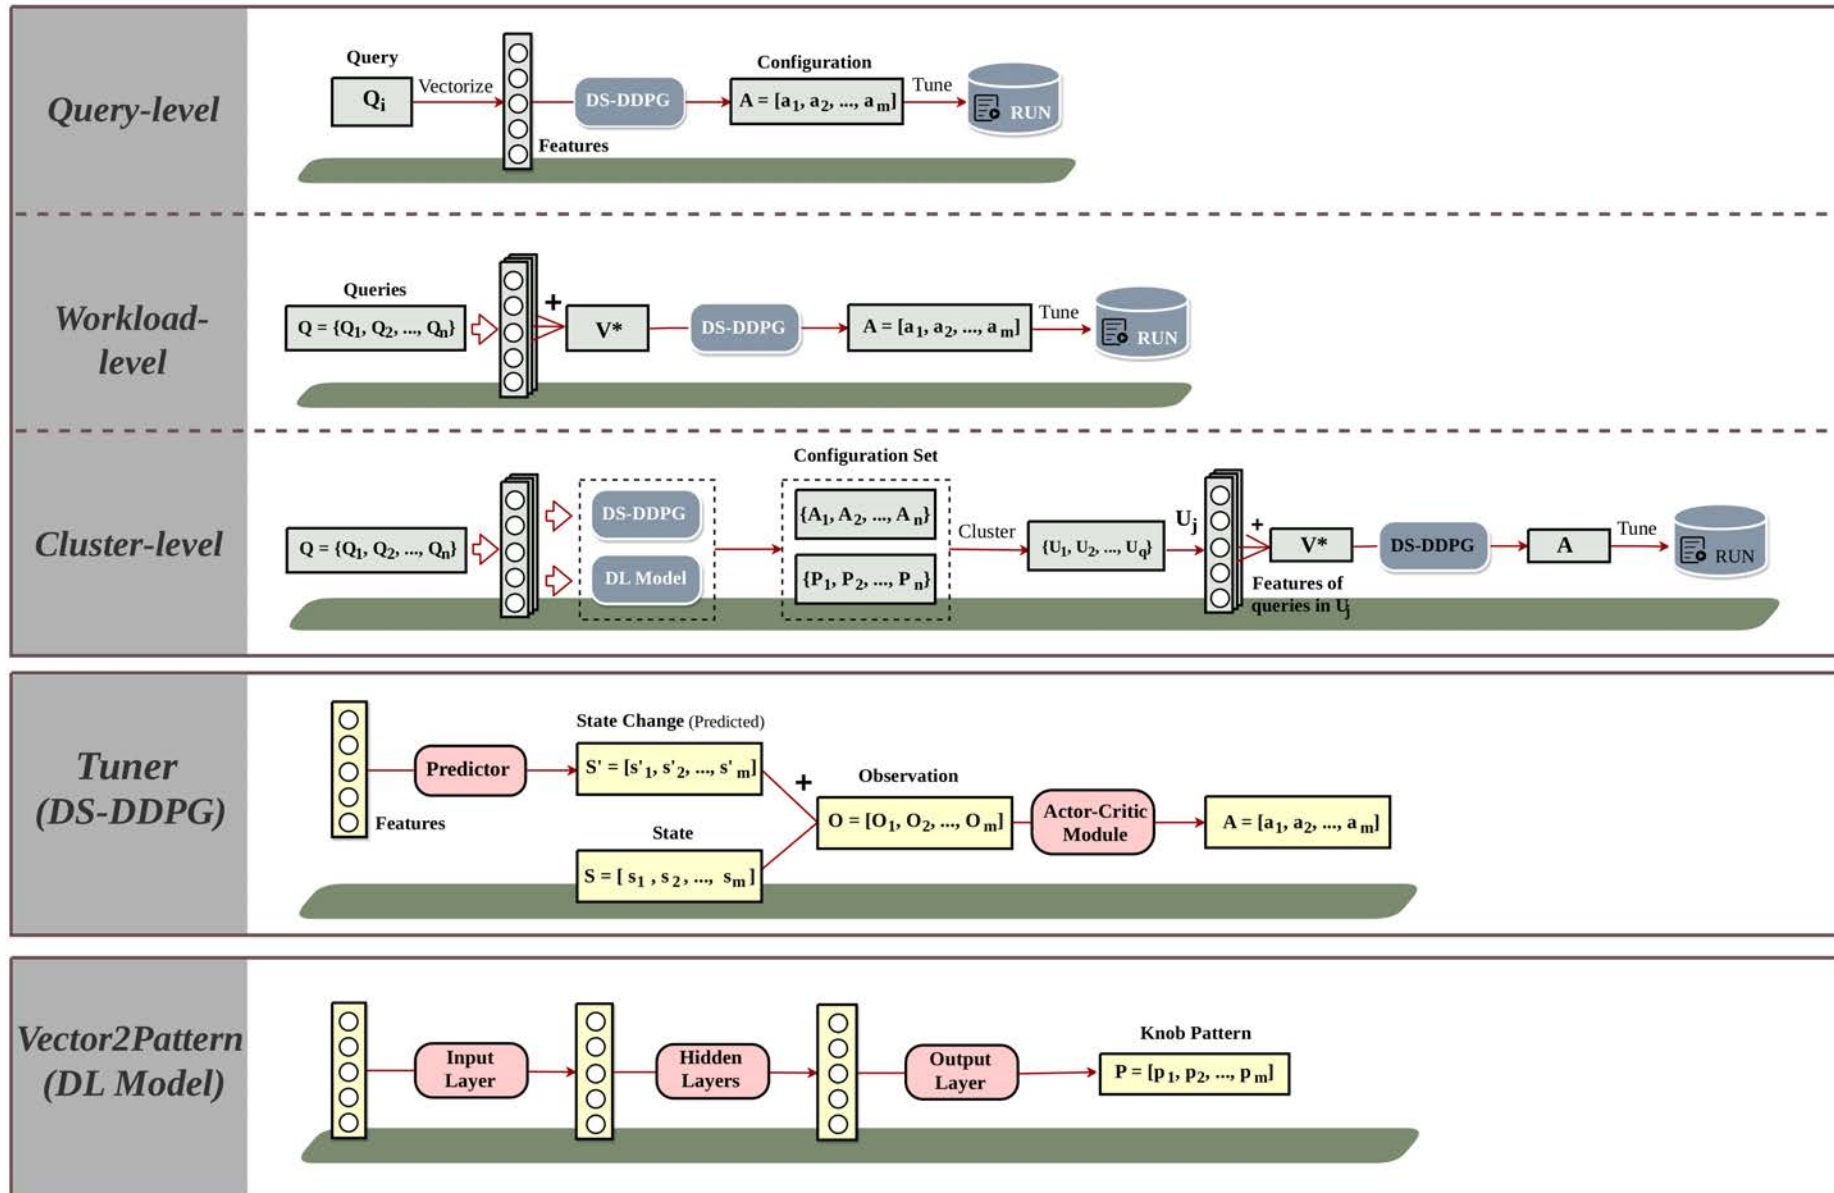 Query-level
Query
Qi
Vectorize
Features
DS-DDPG
Configuration
A = [a1, a2, ..., am]
Tune
RUN
Workload-
level
Queries
Q = {Q1, Q2, ..., Qn}
+
V*
DS-DDPG
A = [a1, a2, ..., am]
Tune
RUN
Cluster-level
Q = {Q1, Q2, ..., Qn}
DS-DDPG
DL Model
Configuration Set
{A1, A2, ..., An}
{P1, P2, ..., Pn}
Cluster
{U1, U2, ..., Uq}
Uj
+
Features of
queries in Uj
V*
DS-DDPG
A
Tune
RUN
Tuner
(DS-DDPG)
Features
Predictor
State Change (Predicted)
S' = [s'1, s'2, ..., s'm]
State
S = [ s1 , s2 , ..., sm]
+
Observation
O = [O1, O2, ..., Om]
Actor-Critic
Module
A = [a1, a2, ..., am]
Vector2Pattern
(DL Model)
Input
Layer
Hidden
Layers
Output
Layer
Knob Pattern
P = [p1, p2, ..., pm]